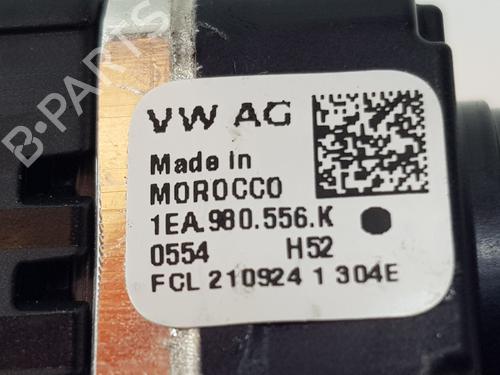 VW AG
Made in
MOROCCO
1EA.980.556.K
0554 H52
FCL 210924 1 304E
B-PARTS